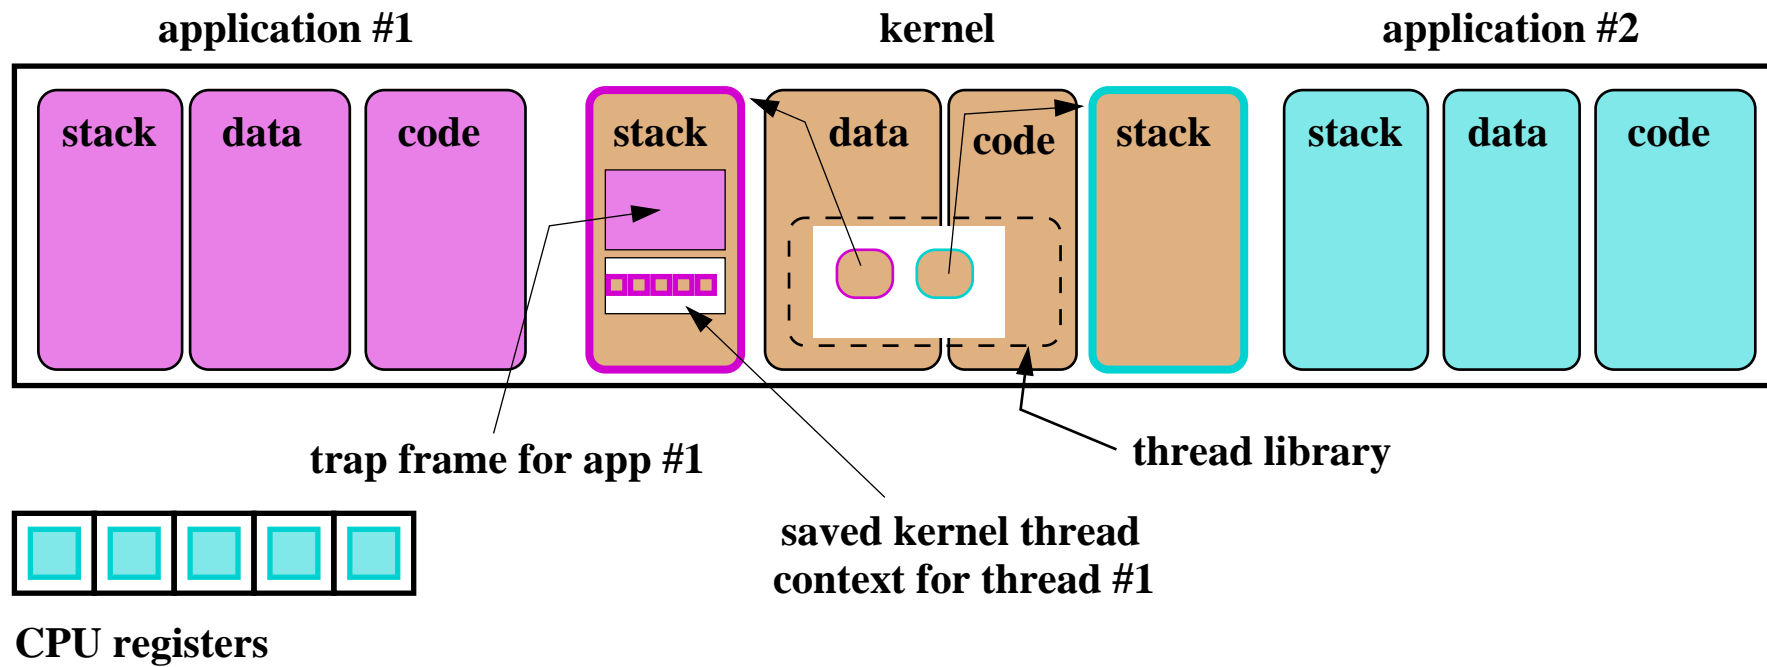 application #1
kernel
application #2
stack
data
code
stack
data
code
stack
stack
data
code
trap frame for app #1
thread library
saved kernel thread
context for thread #1
CPU registers